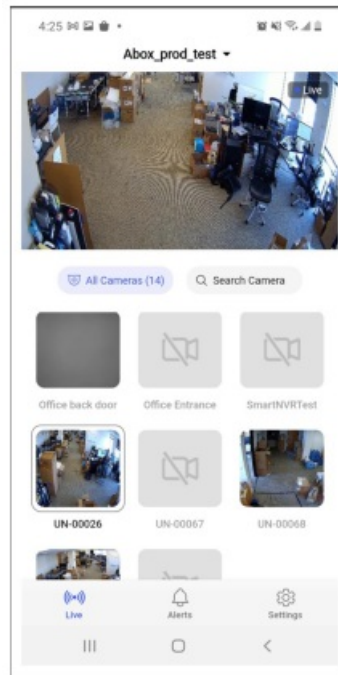 4:25
Abox_prod_test
Live
All Cameras (14)
Search Camera
Office back door
Office Entrance
SmartNVRTest
UN-00026
UN-00067
UN-00068
Live
Alerts
Settings